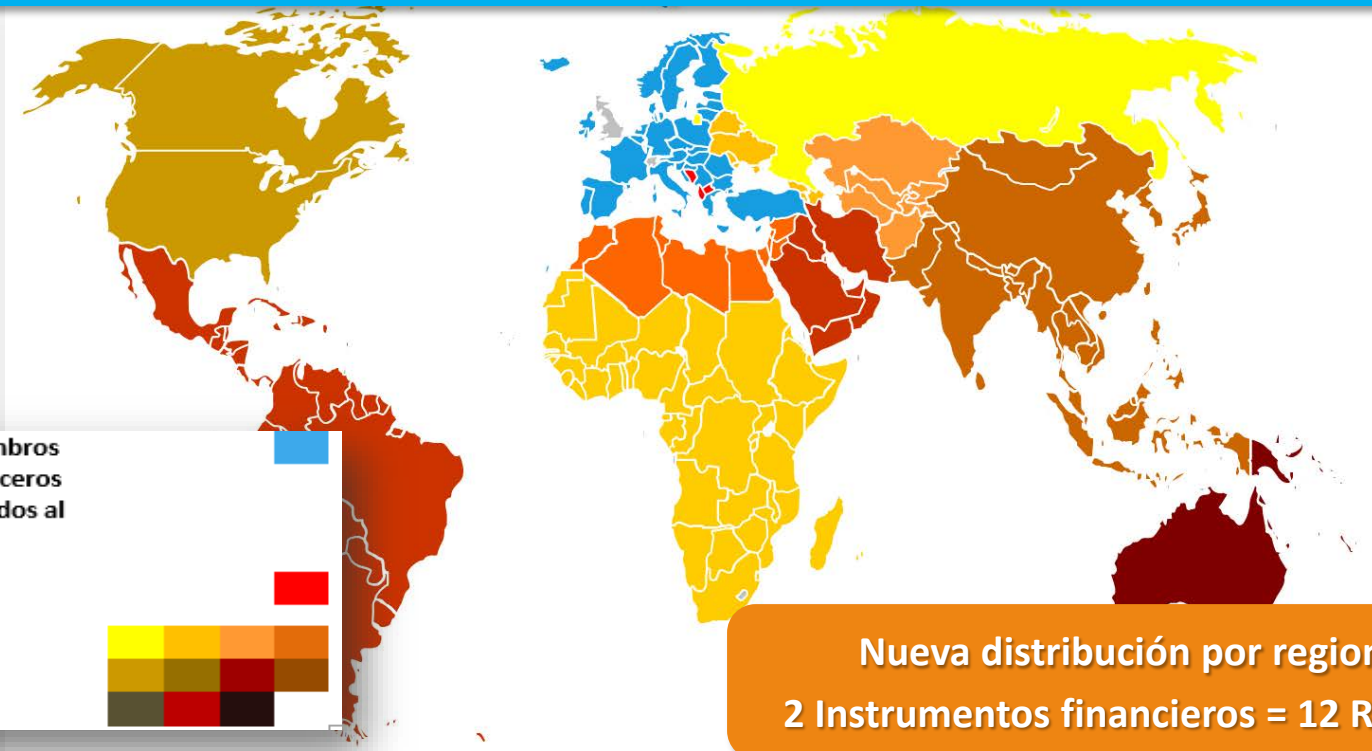 mbros
ceros
dos al
Nueva distribución por region
2 Instrumentos financieros = 12 R